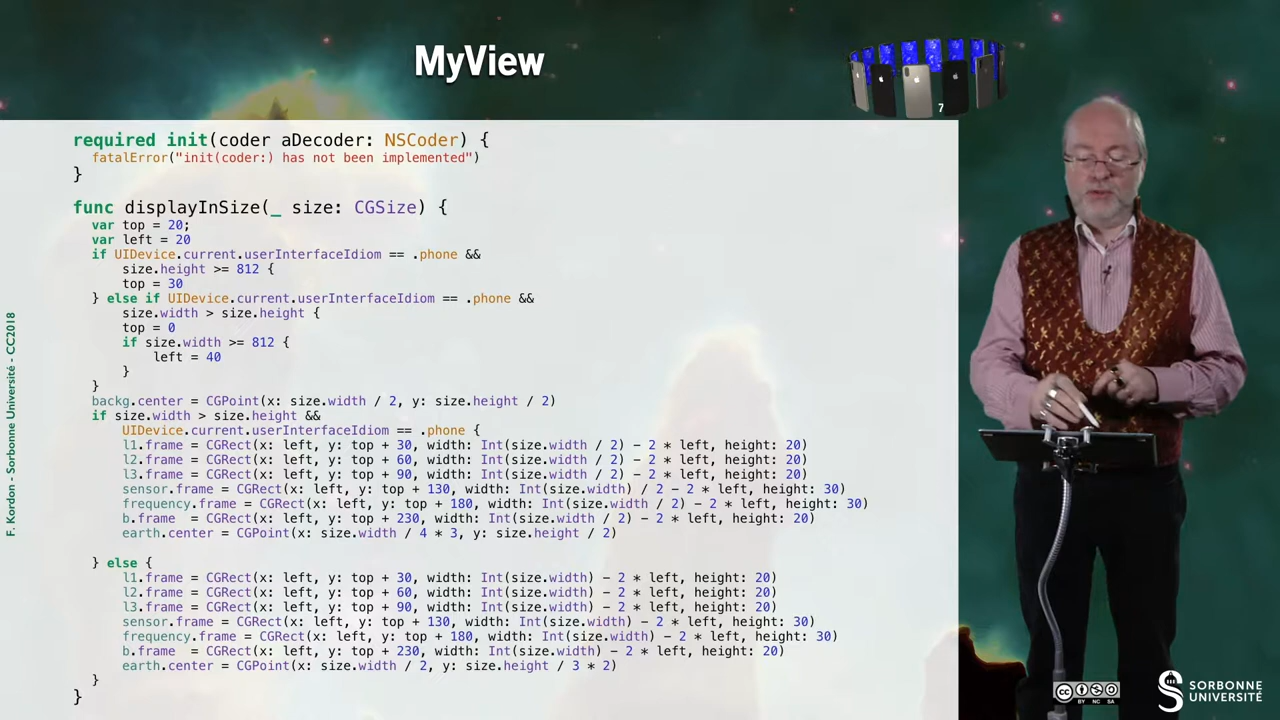 MyView
7
required init(coder aDecoder: NSCoder) {
fatalError("init(coder:) has not been implemented")
}
func displayInSize(_ size: CGSize) {
var top = 20;
var left = 20
if UIDevice.current.userInterfaceIdiom == .phone &&
size.height >= 812 {
top = 30
} else if UIDevice.current.userInterfaceIdiom == .phone &&
size.width > size.height {
top = 0
if size.width >= 812 {
left = 40
}
}
backg.center = CGPoint(x: size.width / 2, y: size.height / 2)
if size.width > size.height &&
UIDevice.current.userInterfaceIdiom == .phone {
l1.frame = CGRect(x: left, y: top + 30, width: Int(size.width / 2) - 2 * left, height: 20)
l2.frame = CGRect(x: left, y: top + 60, width: Int(size.width / 2) - 2 * left, height: 20)
l3.frame = CGRect(x: left, y: top + 90, width: Int(size.width / 2) - 2 * left, height: 20)
sensor.frame = CGRect(x: left, y: top + 130, width: Int(size.width) / 2 - 2 * left, height: 30)
frequency.frame = CGRect(x: left, y: top + 180, width: Int(size.width / 2) - 2 * left, height: 30)
b.frame  = CGRect(x: left, y: top + 230, width: Int(size.width / 2) - 2 * left, height: 20)
earth.center = CGPoint(x: size.width / 4 * 3, y: size.height / 2)
} else {
l1.frame = CGRect(x: left, y: top + 30, width: Int(size.width) - 2 * left, height: 20)
l2.frame = CGRect(x: left, y: top + 60, width: Int(size.width) - 2 * left, height: 20)
l3.frame = CGRect(x: left, y: top + 90, width: Int(size.width) - 2 * left, height: 20)
sensor.frame = CGRect(x: left, y: top + 130, width: Int(size.width) - 2 * left, height: 30)
frequency.frame = CGRect(x: left, y: top + 180, width: Int(size.width) - 2 * left, height: 30)
b.frame  = CGRect(x: left, y: top + 230, width: Int(size.width) - 2 * left, height: 20)
earth.center = CGPoint(x: size.width / 2, y: size.height / 3 * 2)
}
}
F. Kordon - Sorbonne Université - CC2018
CC BY NC SA
SORBONNE
UNIVERSITÉ